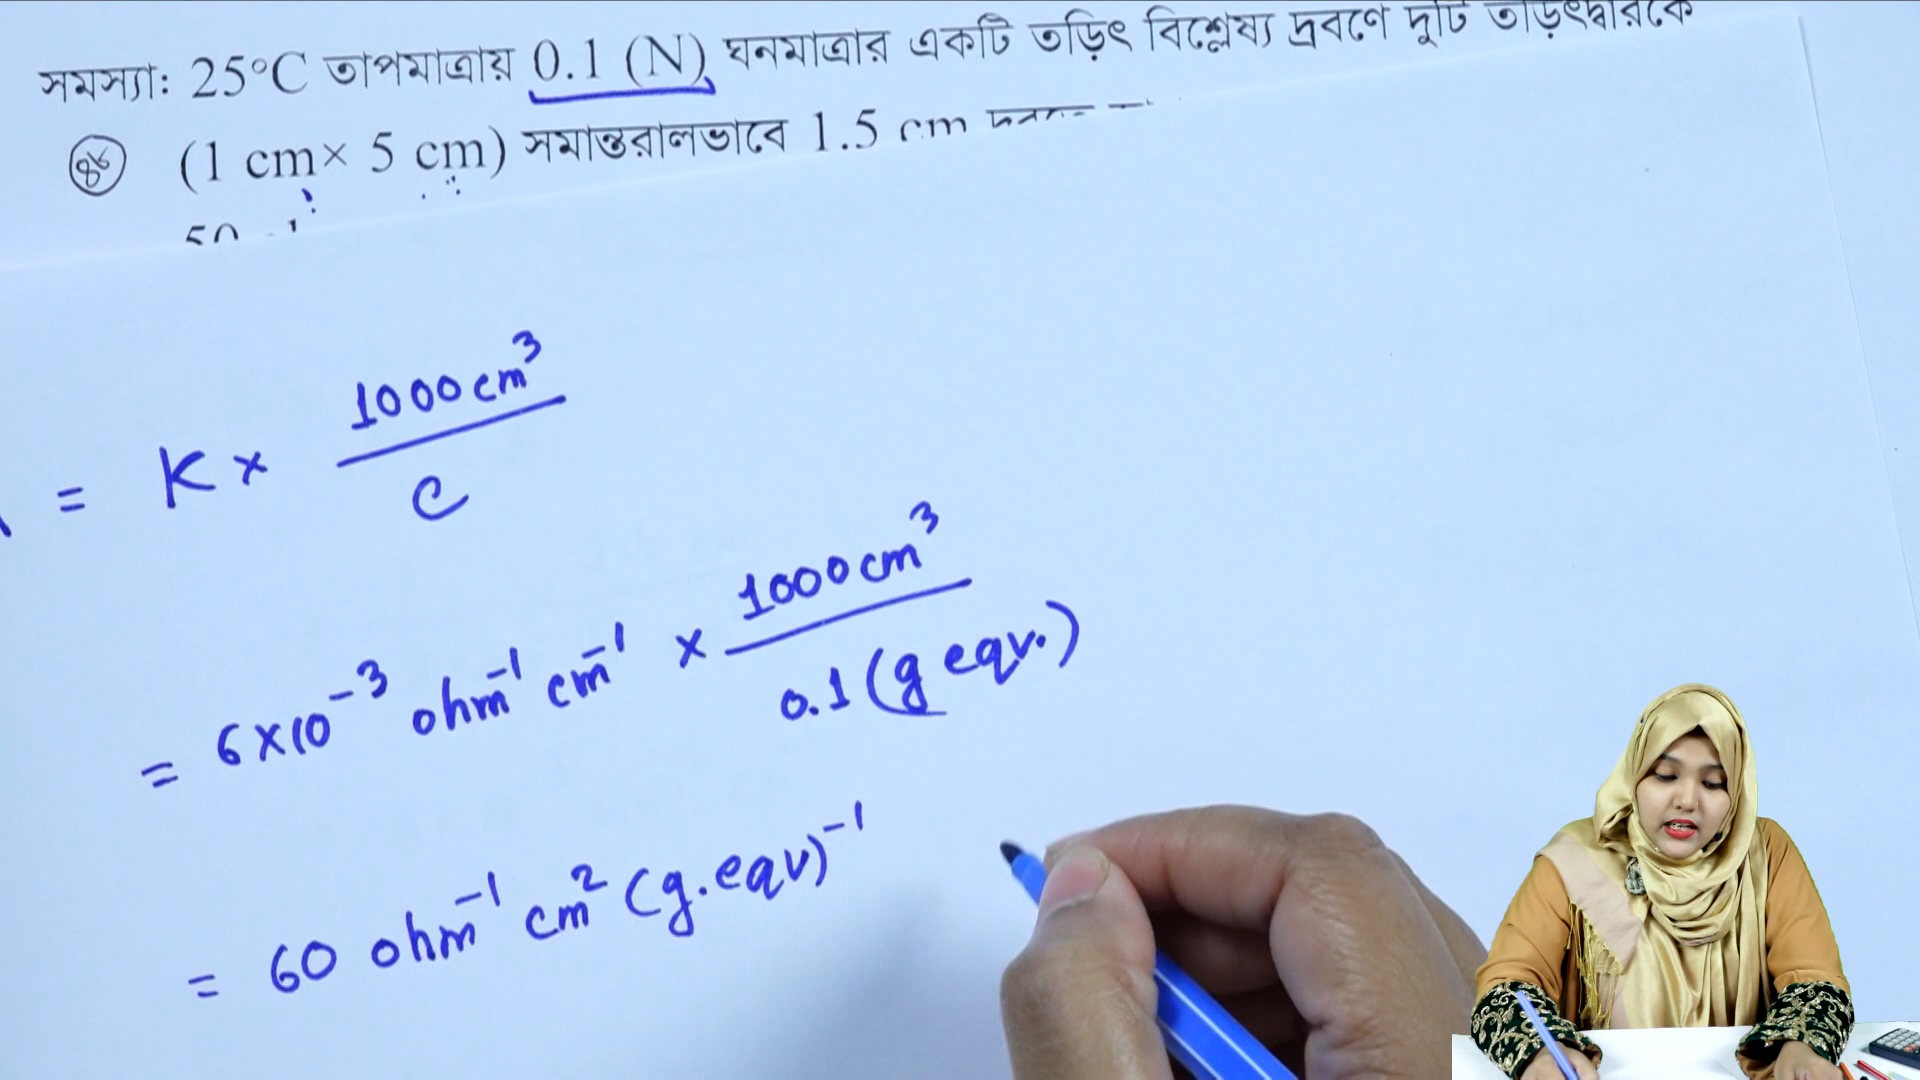 সমস্যাঃ 25°C তাপমাত্রায় 0.1 (N) ঘনমাত্রার একটি তড়িৎ বিশ্লেষ্য দ্রবণে দুটি তড়িৎদ্বারকে
(1 cm× 5 cm) সমান্তরালভাবে 1.5 cm
50
= K × 1000 cm³ / C
= 6×10⁻³ ohm⁻¹ cm⁻¹ × 1000 cm³ / 0.1 (g eqv.)
= 60 ohm⁻¹ cm² (g.eqv)⁻¹